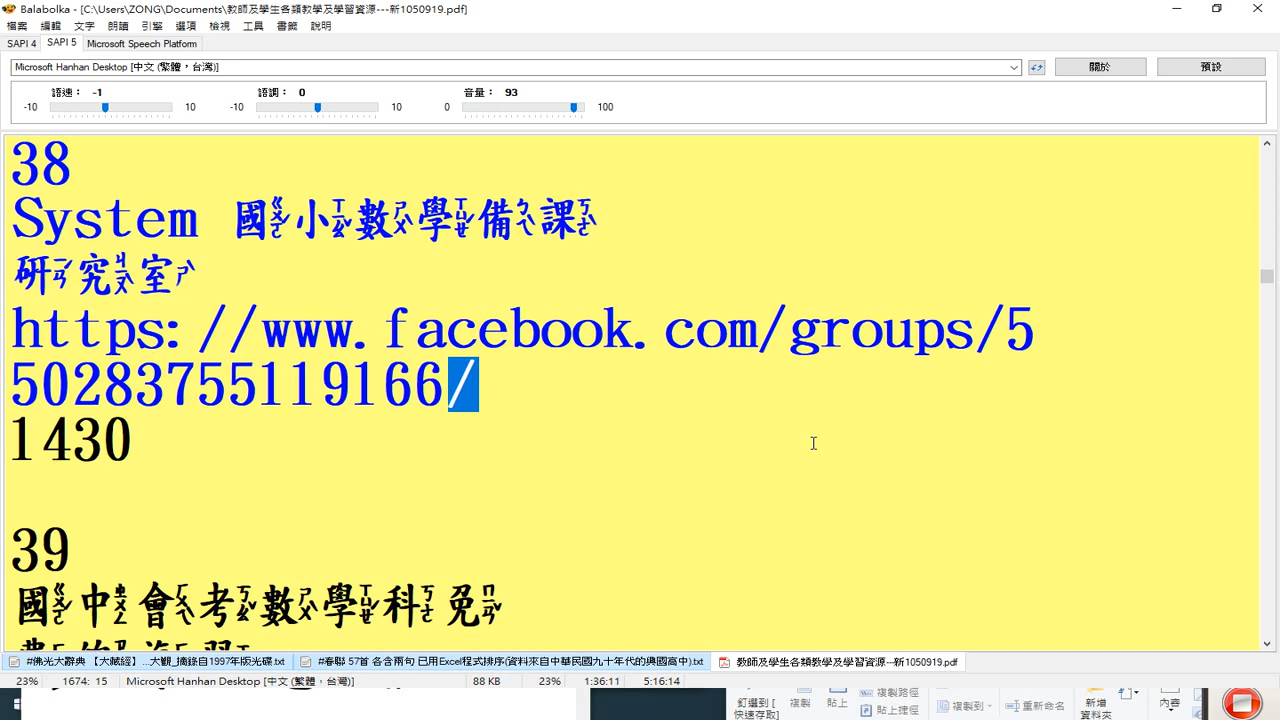 Balabolka - [C:\Users\ZONG\Documents\教師及學生各類教學及學習資源---新1050919.pdf]
檔案 編輯 文字 朗讀 引擎 選項 檢視 工具 書籤 說明
SAPI 4 SAPI 5 Microsoft Speech Platform
Microsoft Hanhan Desktop [中文 (繁體，台灣)]
關於 預設
語速： -1 語調： 0 音量： 93
-10 10 -10 10 0 100
38
System 國小數學備課
研究室
https://www.facebook.com/groups/5
50283755119166/
1430
39
國中會考數學科免
#佛光大辭典 【大藏經】...大觀_摘錄自1997年版光碟.txt #春聯 57首 各含兩句 已用Excel程式排序(資料來自中華民國九十年代的興國高中).txt 教師及學生各類教學及學習資源---新1050919.pdf
23% 1674: 15 Microsoft Hanhan Desktop [中文 (繁體，台灣)] 88 KB 23% 1:36:11 5:16:14
釘選到 [ 複製 貼上 複製路徑 複製到 重新命名 新增 內容
快速存取] 貼上捷徑 資料夾